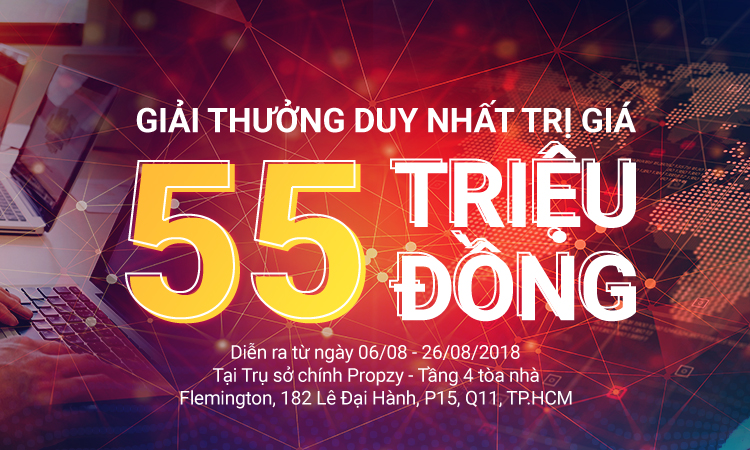 GIẢI THƯỞNG DUY NHẤT TRỊ GIÁ
55 TRIỆU
ĐỒNG
Diễn ra từ ngày 06/08 - 26/08/2018
Tại Trụ sở chính Propzy - Tầng 4 tòa nhà
Flemington, 182 Lê Đại Hành, P15, Q11, TP.HCM